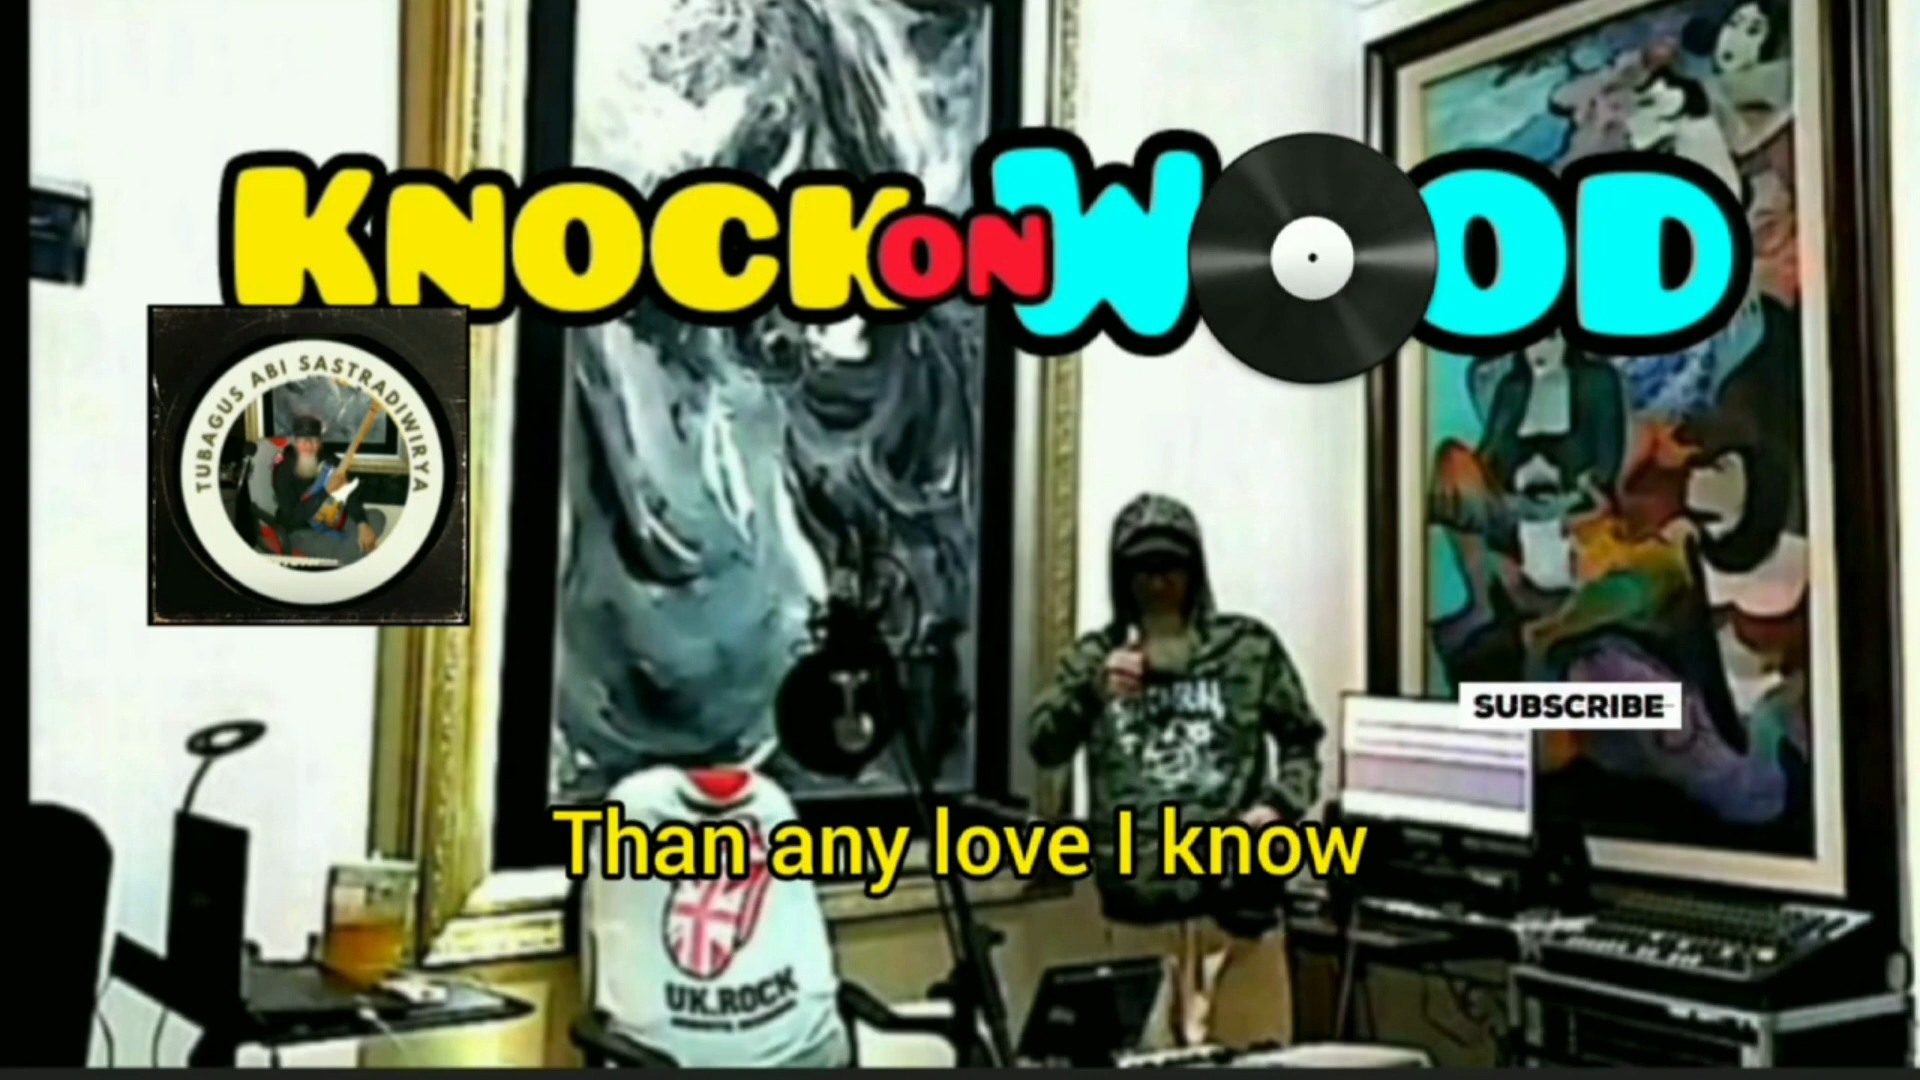 KNOCK ON WOOD
TUBAGUS ABI SASTRADIWIRYA
SUBSCRIBE
Than any love I know
UK.ROCK